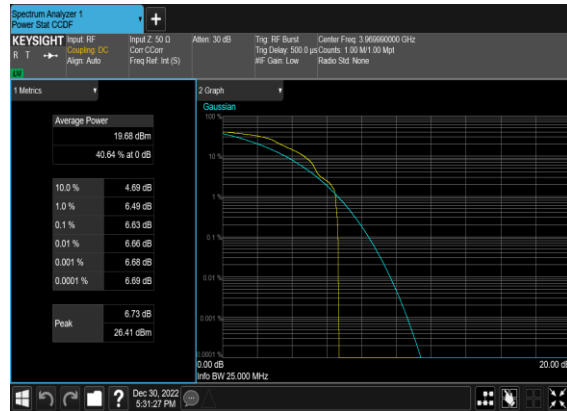 Spectrum Analyzer 1
Power Stat CCDF
KEYSIGHT Input: RF Input Z: 50 Ω Atten: 30 dB Trig: RF Burst Center Freq: 3.969990000 GHz
R T Coupling: DC Corr CCorr Trig Delay: 500.0 µs Counts: 1.00 M/1.00 Mpt
Align: Auto Freq Ref: Int (S) #IF Gain: Low Radio Std: None
1 Metrics
2 Graph
Gaussian
Average Power
19.68 dBm
40.64 % at 0 dB
10.0 % 4.69 dB
1.0 % 6.49 dB
0.1 % 6.63 dB
0.01 % 6.66 dB
0.001 % 6.68 dB
0.0001 % 6.69 dB
Peak 6.73 dB
26.41 dBm
100 %
10 %
1 %
0.1 %
0.01 %
0.001 %
0.0001 %
0.00 dB 20.00 dB
Info BW 25.000 MHz
? Dec 30, 2022
5:31:27 PM